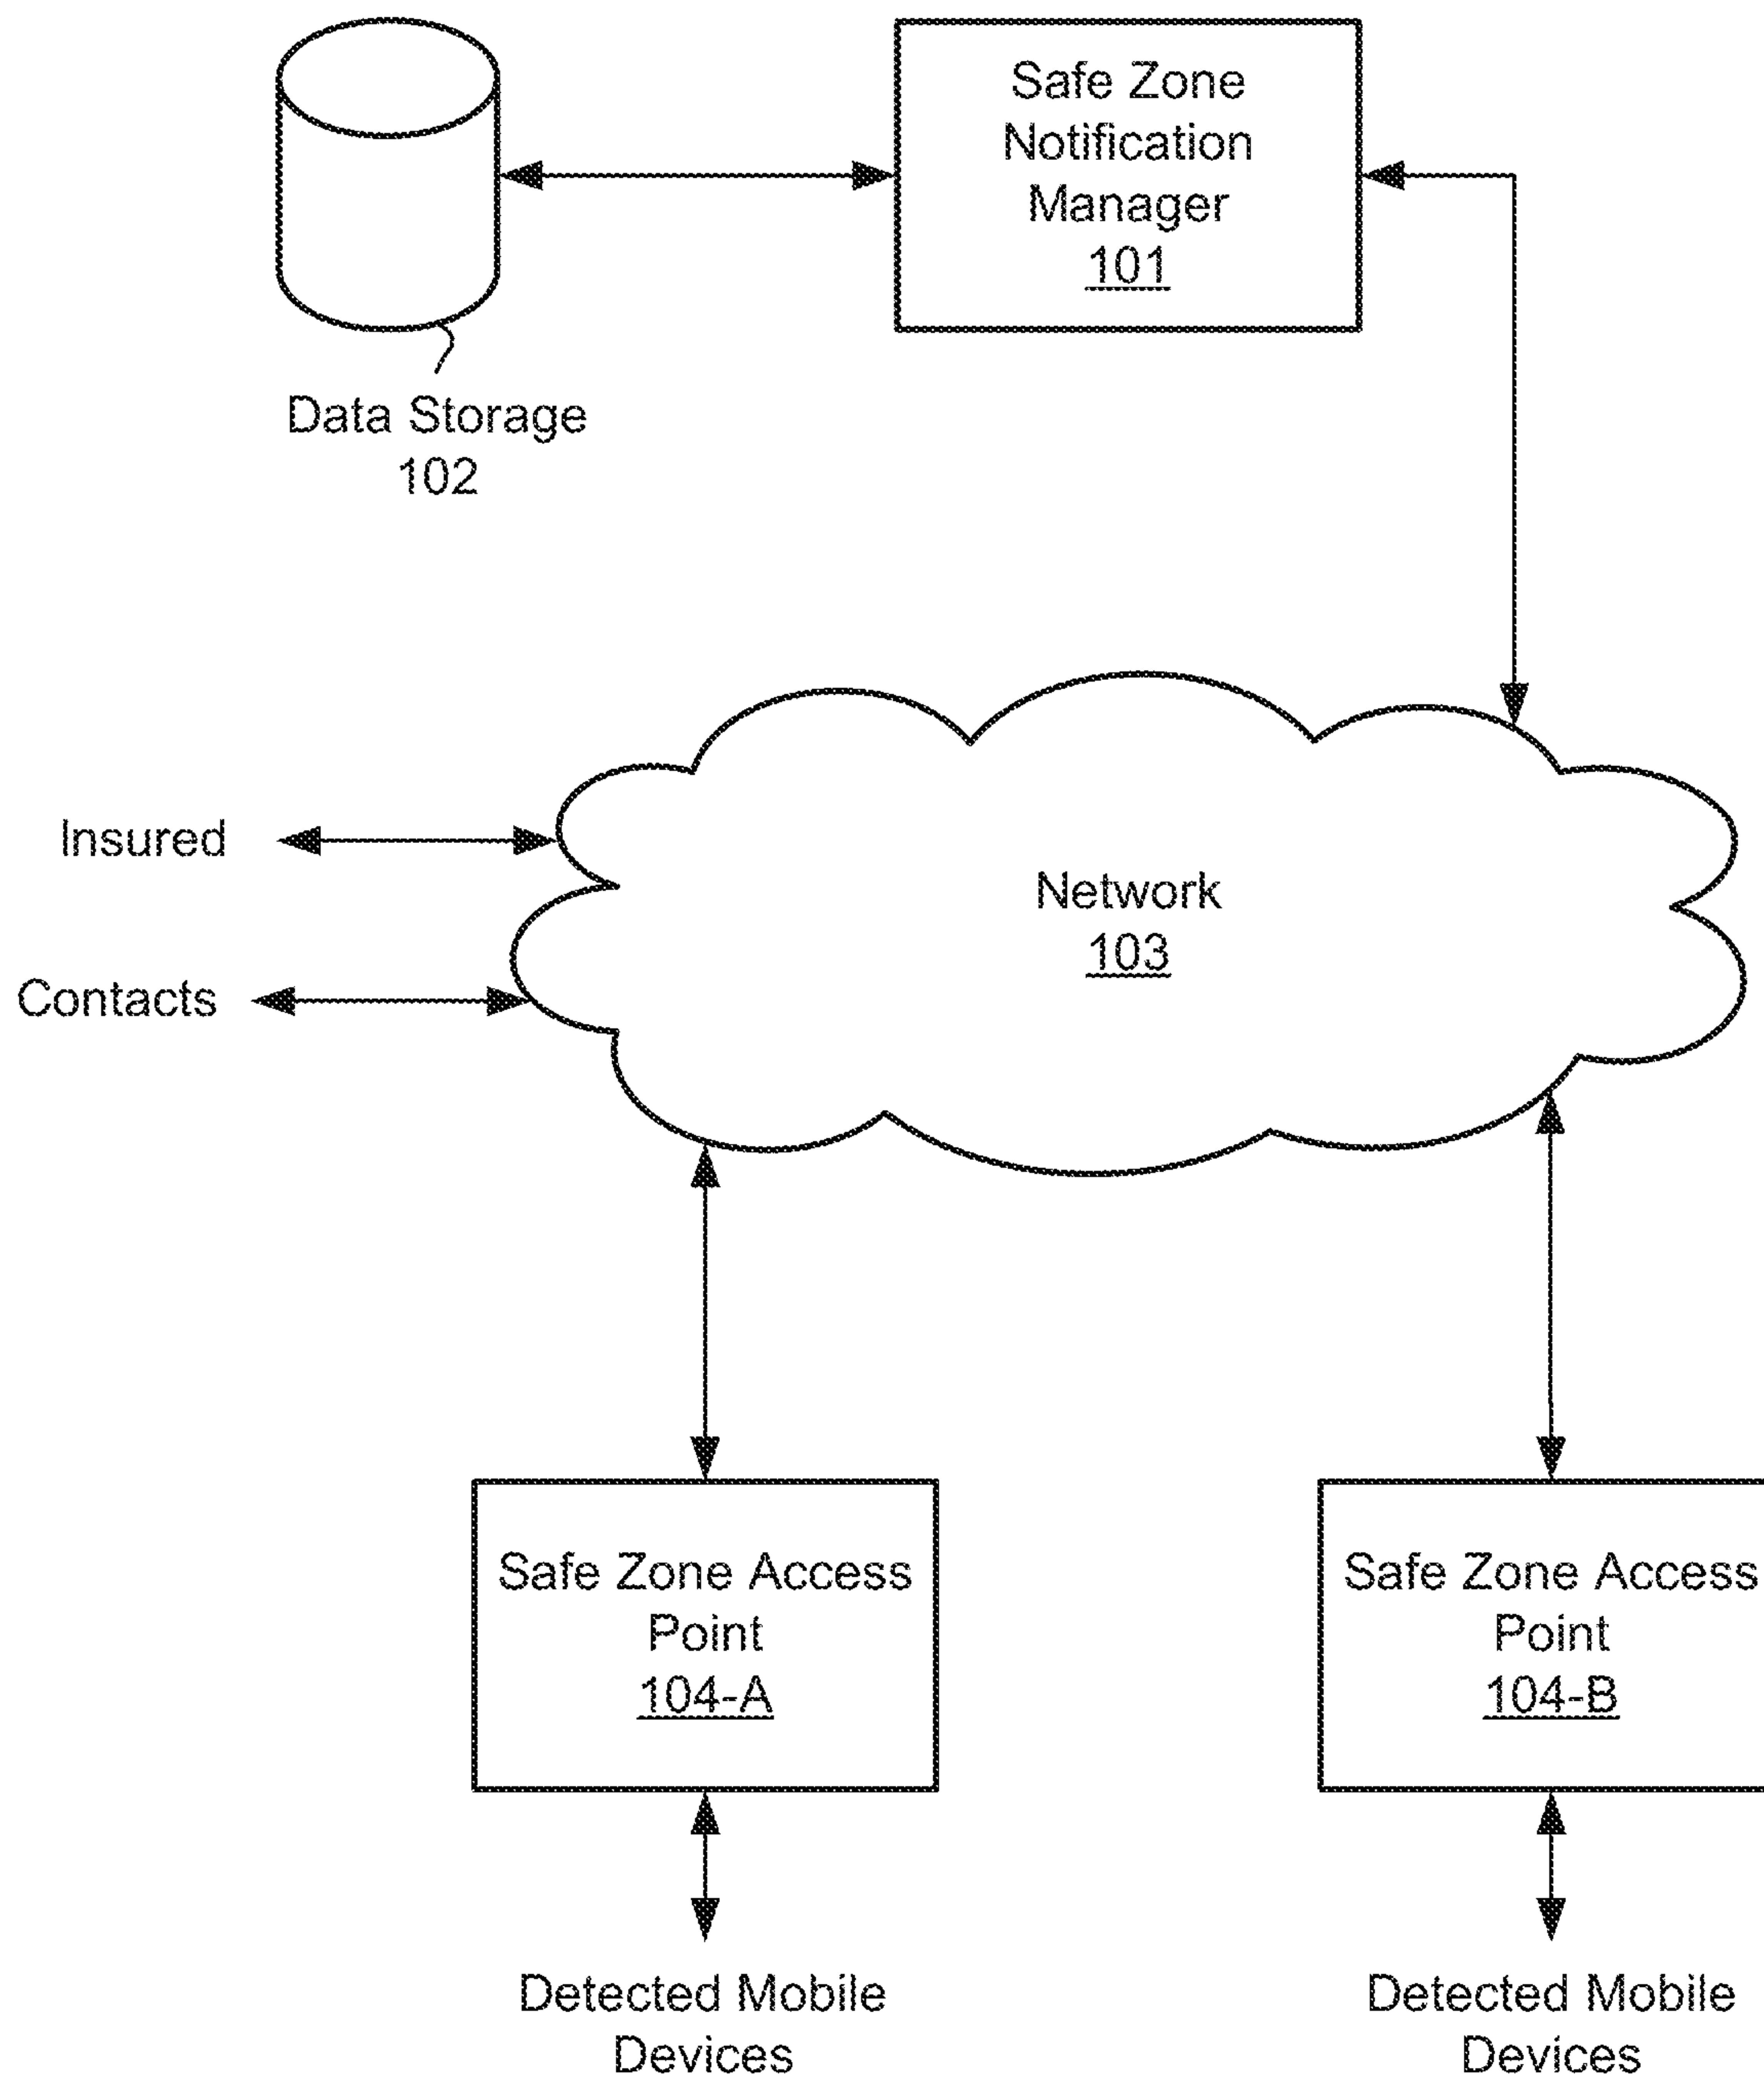 Safe Zone
Notification
Manager
101
Data Storage
102
Insured
Network
103
Contacts
Safe Zone Access
Point
104-A
Safe Zone Access
Point
104-B
Detected Mobile
Devices
Detected Mobile
Devices